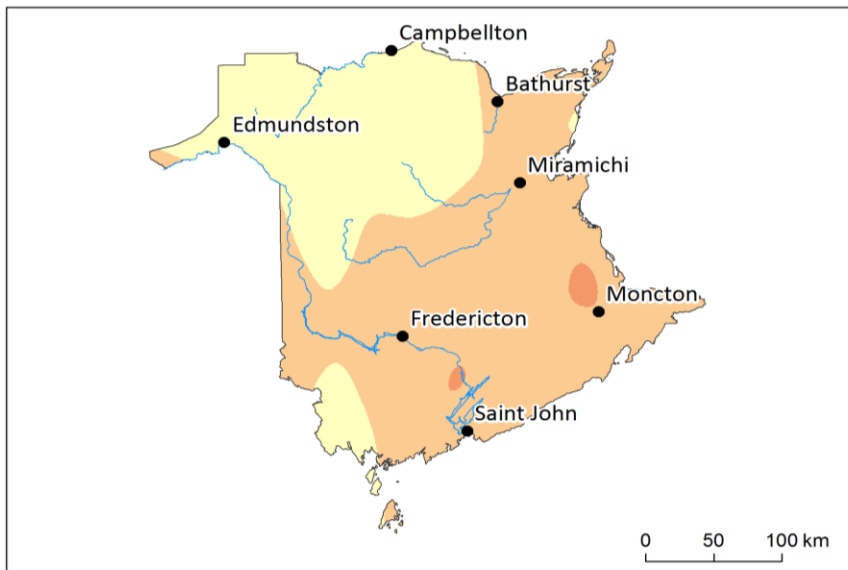 Campbellton
Bathurst
Edmundston
Miramichi
Moncton
Fredericton
Saint John
0 50 100 km